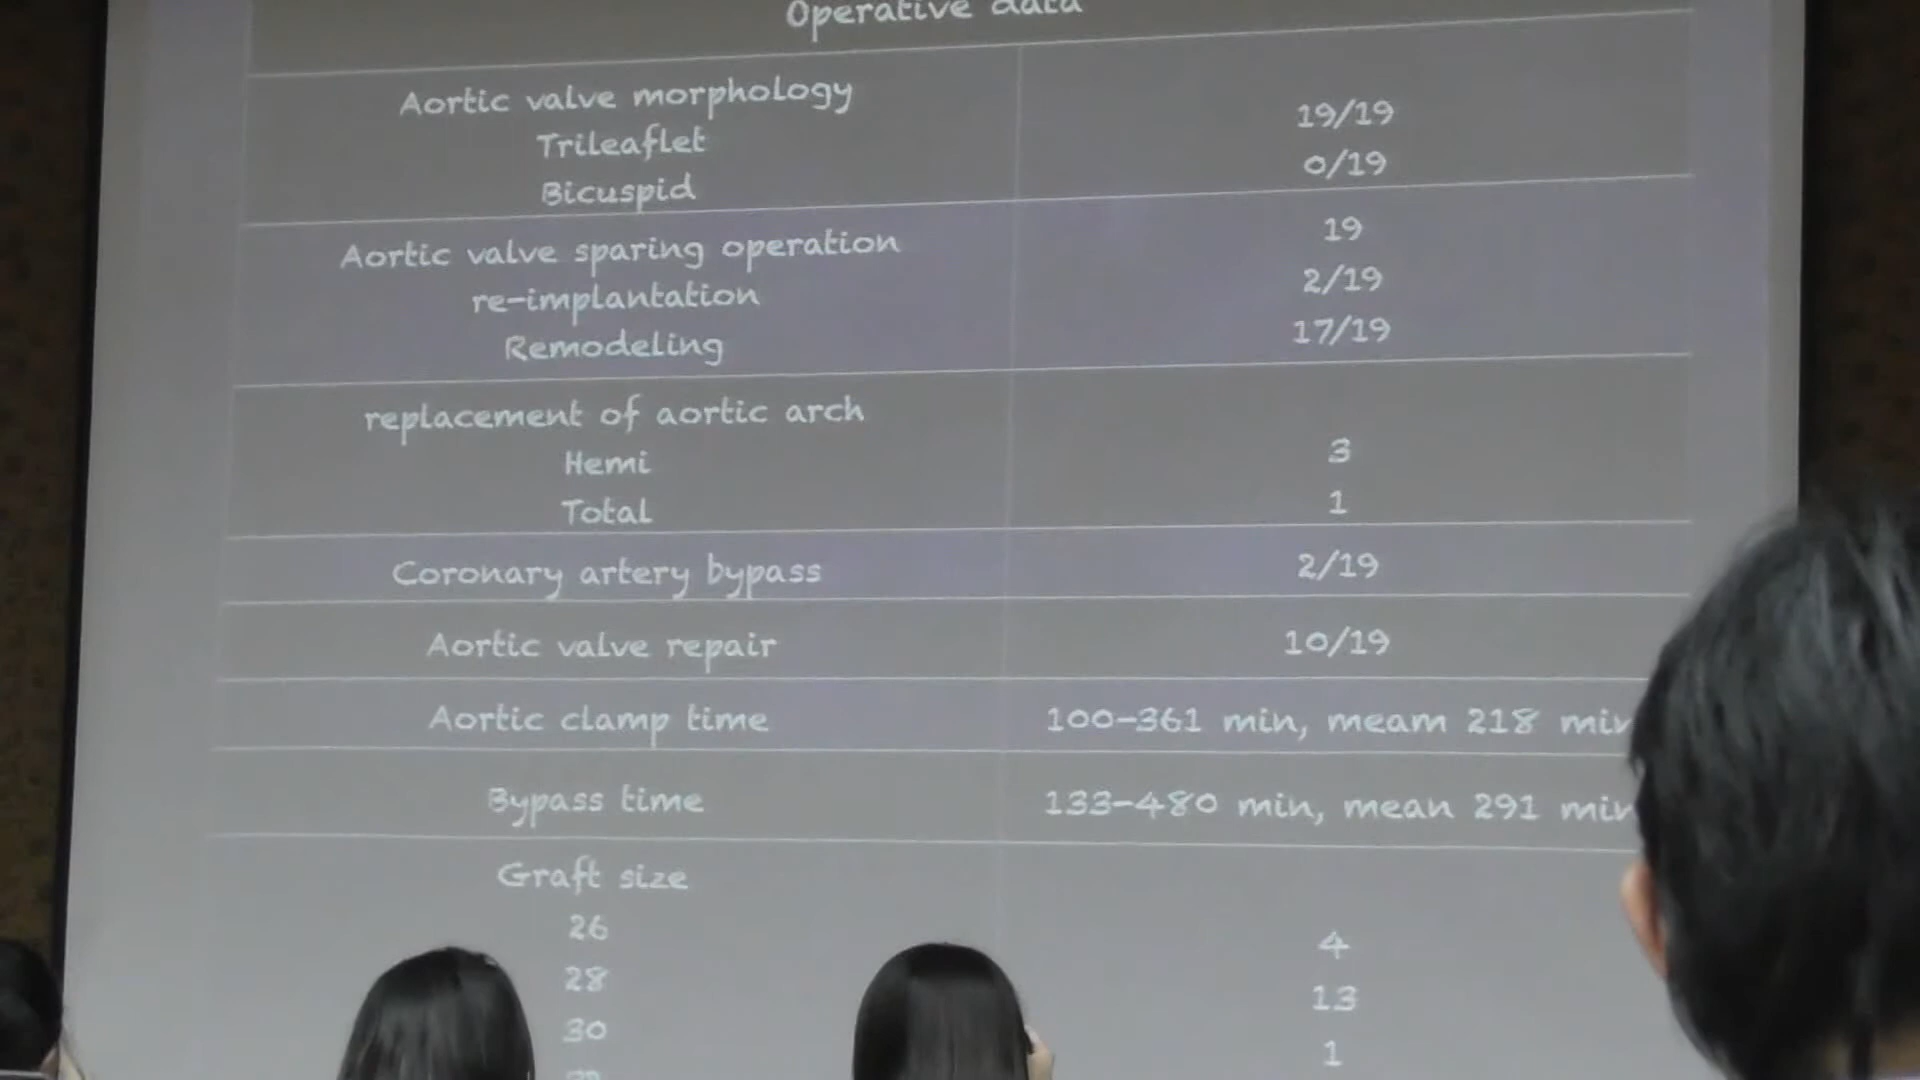 Operative data
Aortic valve morphology
Trileaflet 19/19
Bicuspid 0/19
Aortic valve sparing operation 19
re-implantation 2/19
Remodeling 17/19
replacement of aortic arch
Hemi 3
Total 1
Coronary artery bypass 2/19
Aortic valve repair 10/19
Aortic clamp time 100-361 min, meam 218 min
Bypass time 133-480 min, mean 291 min
Graft size
26 4
28 13
30 1